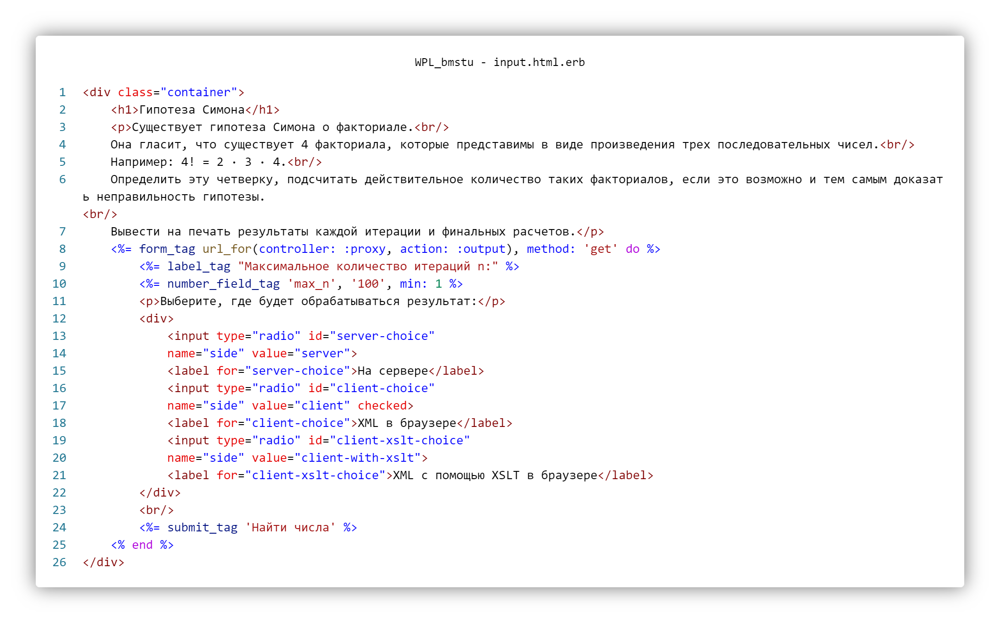 WPL_bmstu - input.html.erb
1 <div class="container">
2     <h1>Гипотеза Симона</h1>
3     <p>Существует гипотеза Симона о факториале.<br/>
4     Она гласит, что существует 4 факториала, которые представимы в виде произведения трех последовательных чисел.<br/>
5     Например: 4! = 2 · 3 · 4.<br/>
6     Определить эту четверку, подсчитать действительное количество таких факториалов, если это возможно и тем самым доказат
ь неправильность гипотезы.
<br/>
7     Вывести на печать результаты каждой итерации и финальных расчетов.</p>
8     <%= form_tag url_for(controller: :proxy, action: :output), method: 'get' do %>
9         <%= label_tag "Максимальное количество итераций n:" %>
10         <%= number_field_tag 'max_n', '100', min: 1 %>
11         <p>Выберите, где будет обрабатываться результат:</p>
12         <div>
13             <input type="radio" id="server-choice"
14             name="side" value="server">
15             <label for="server-choice">На сервере</label>
16             <input type="radio" id="client-choice"
17             name="side" value="client" checked>
18             <label for="client-choice">XML в браузере</label>
19             <input type="radio" id="client-xslt-choice"
20             name="side" value="client-with-xslt">
21             <label for="client-xslt-choice">XML с помощью XSLT в браузере</label>
22         </div>
23         <br/>
24         <%= submit_tag 'Найти числа' %>
25     <% end %>
26 </div>